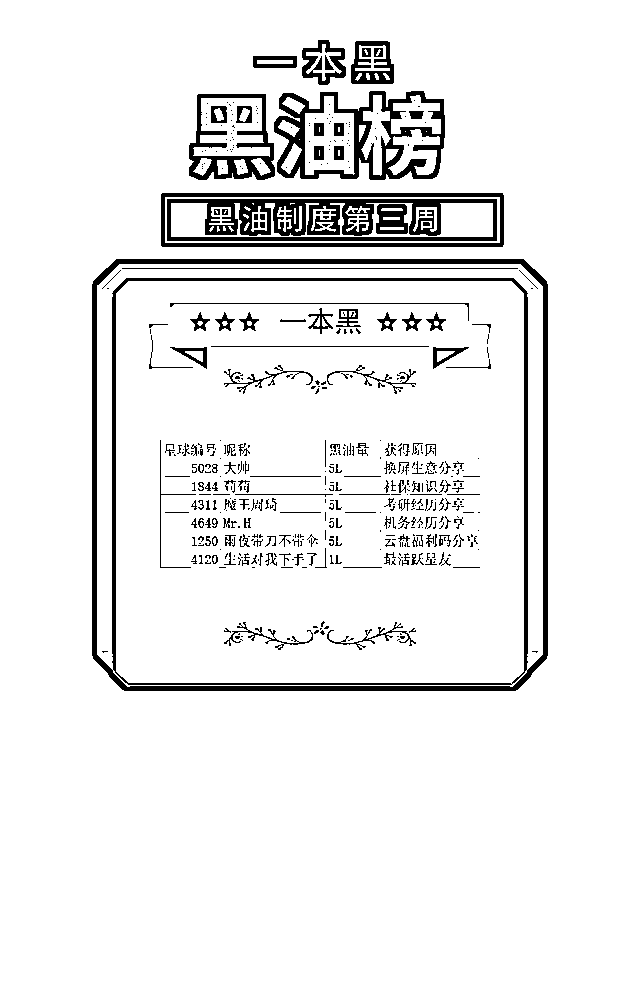 一本黑
黑油榜
黑油制度第三周
☆☆☆ 一本黑 ☆☆☆
星球编号 昵称 黑油量 获得原因
5028 大帅 5L 换屏生意分享
1844 萄萄 5L 社保知识分享
4311 魔王周琦 5L 考研经历分享
4649 Mr.H 5L 机务经历分享
1250 雨夜带刀不带伞 5L 云盘福利码分享
4120 生活对我下手了 1L 最活跃星友